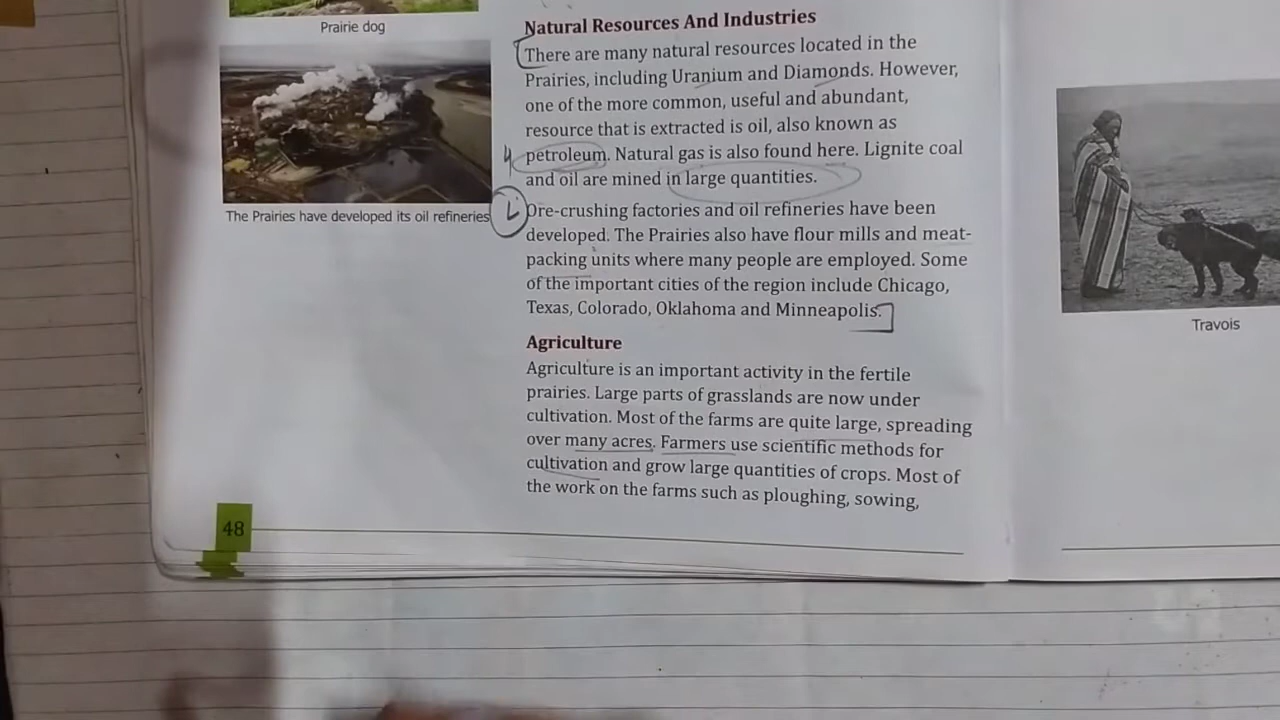 Prairie dog
The Prairies have developed its oil refineries
Natural Resources And Industries
There are many natural resources located in the
Prairies, including Uranium and Diamonds. However,
one of the more common, useful and abundant,
resource that is extracted is oil, also known as
petroleum. Natural gas is also found here. Lignite coal
and oil are mined in large quantities.
Ore-crushing factories and oil refineries have been
developed. The Prairies also have flour mills and meat-
packing units where many people are employed. Some
of the important cities of the region include Chicago,
Texas, Colorado, Oklahoma and Minneapolis.
Agriculture
Agriculture is an important activity in the fertile
prairies. Large parts of grasslands are now under
cultivation. Most of the farms are quite large, spreading
over many acres. Farmers use scientific methods for
cultivation and grow large quantities of crops. Most of
the work on the farms such as ploughing, sowing,
48
Travois